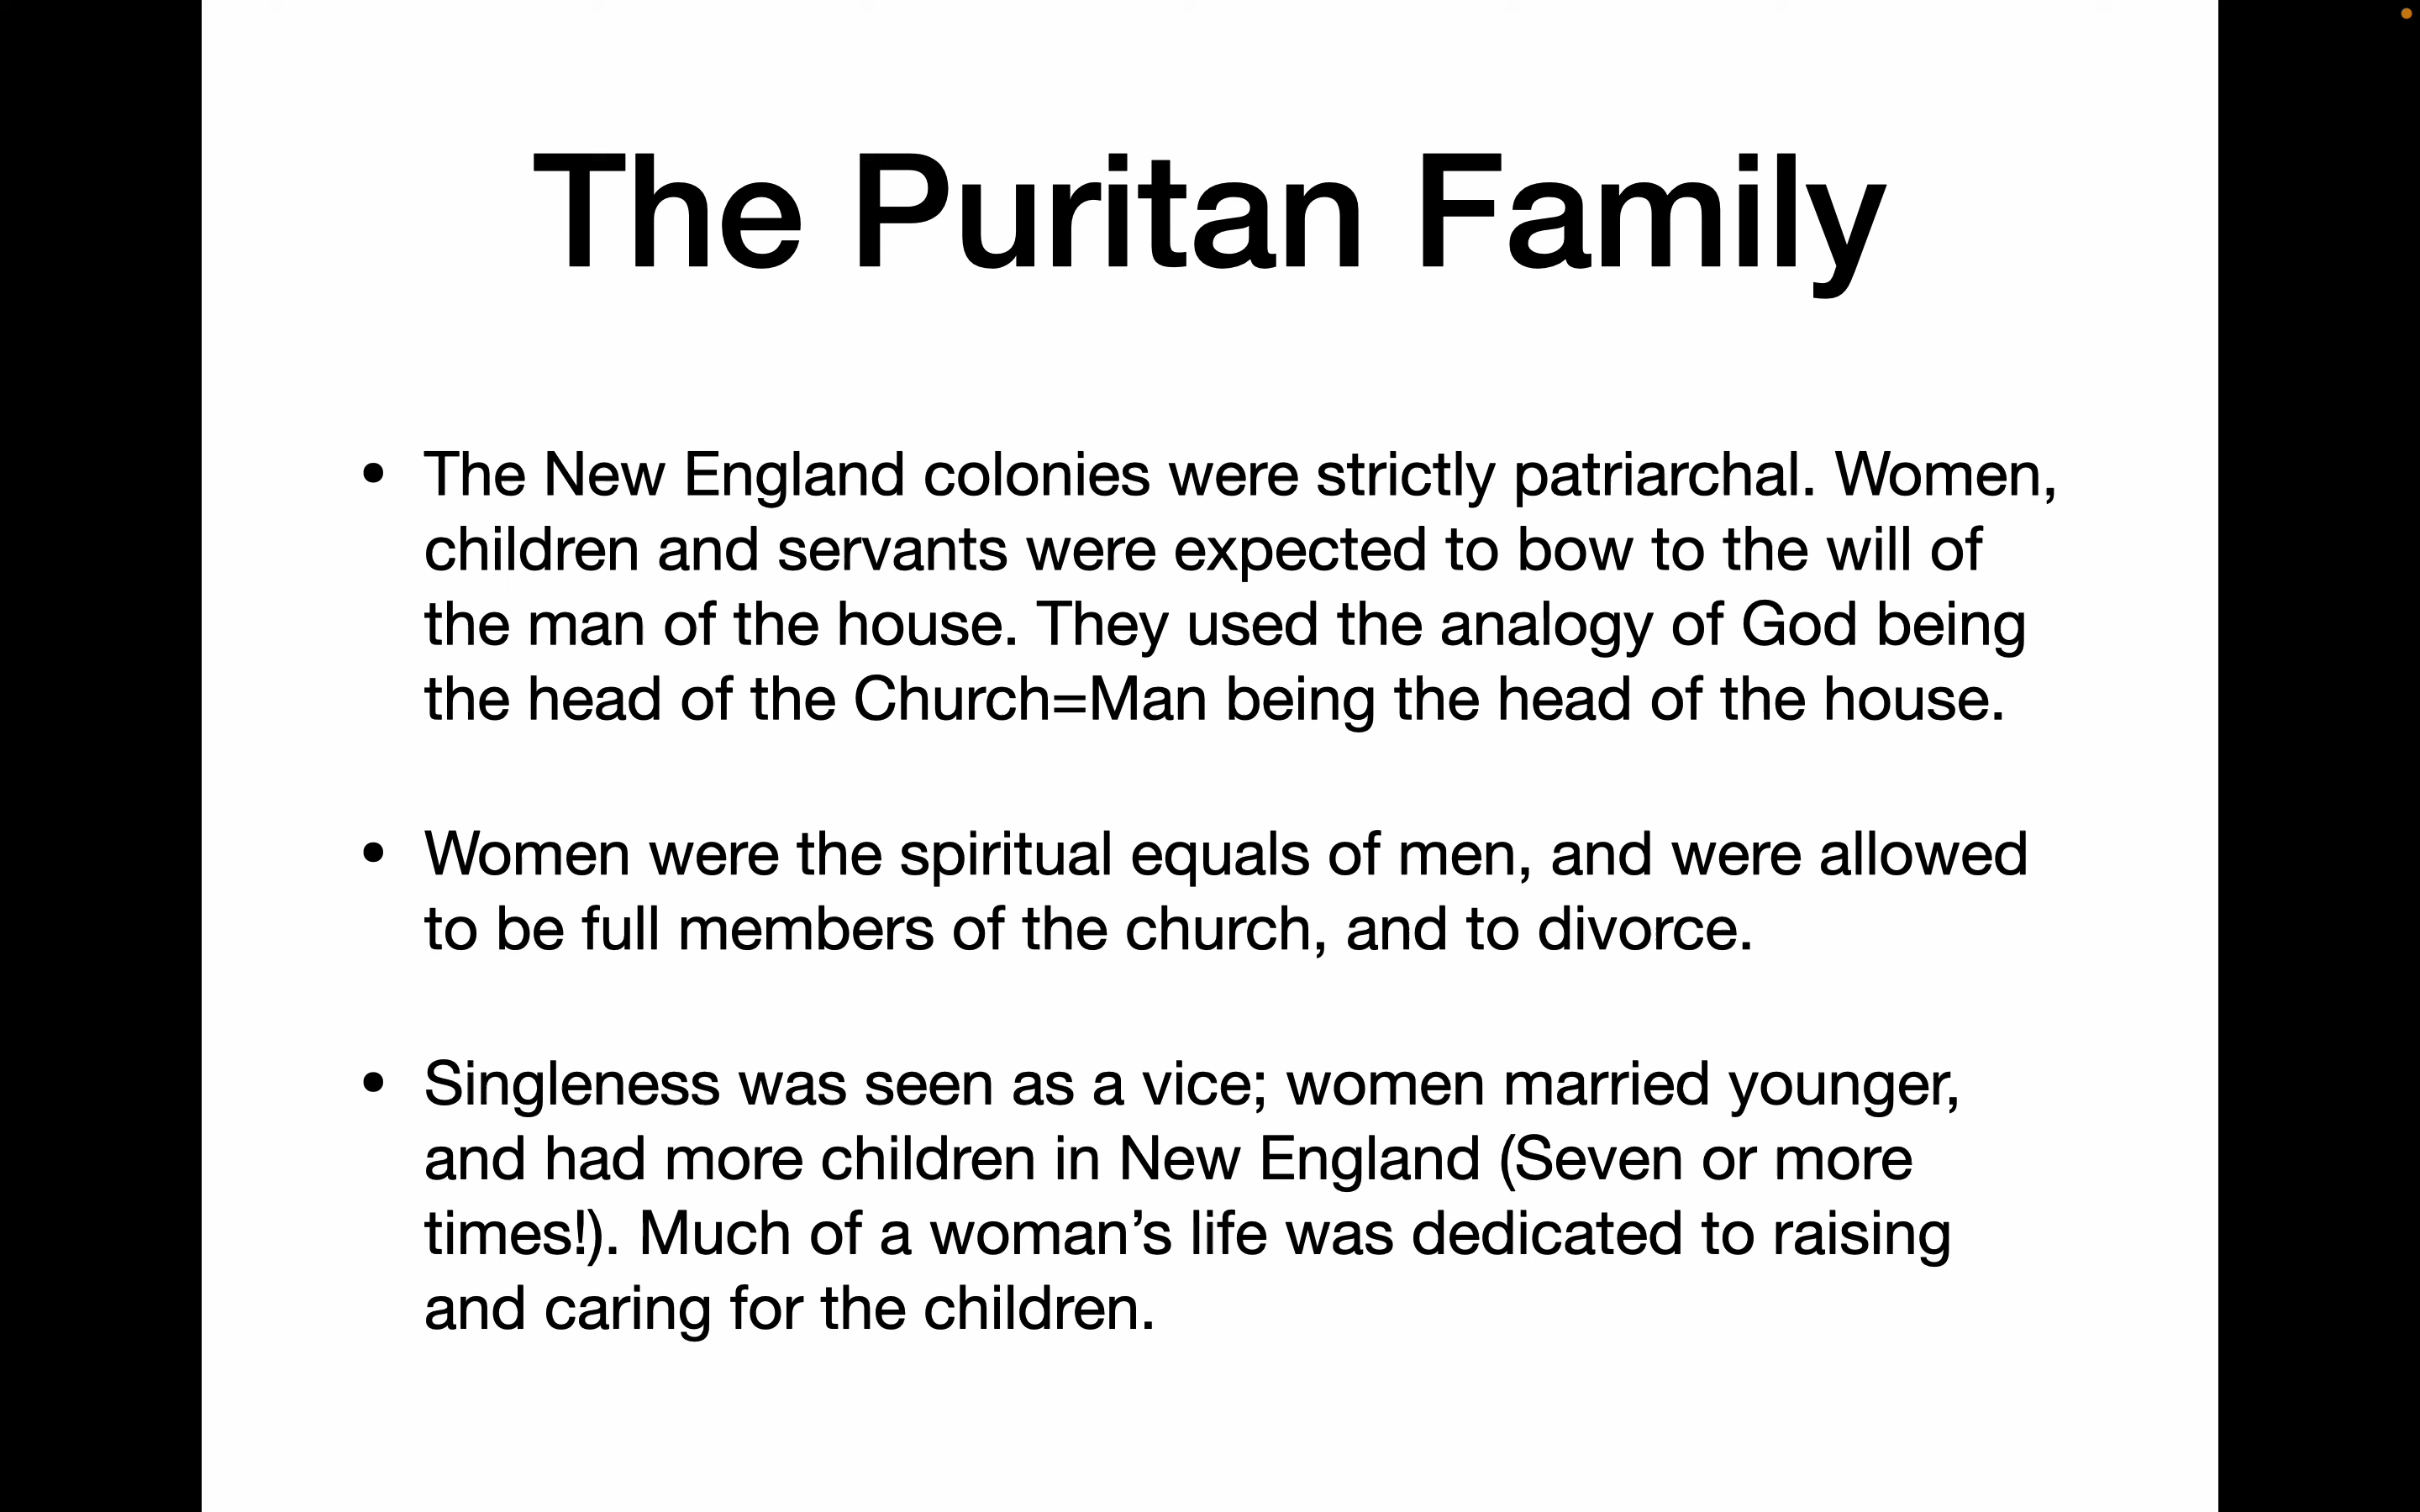 The Puritan Family
• The New England colonies were strictly patriarchal. Women,
children and servants were expected to bow to the will of
the man of the house. They used the analogy of God being
the head of the Church=Man being the head of the house.
• Women were the spiritual equals of men, and were allowed
to be full members of the church, and to divorce.
• Singleness was seen as a vice; women married younger,
and had more children in New England (Seven or more
times!). Much of a woman’s life was dedicated to raising
and caring for the children.